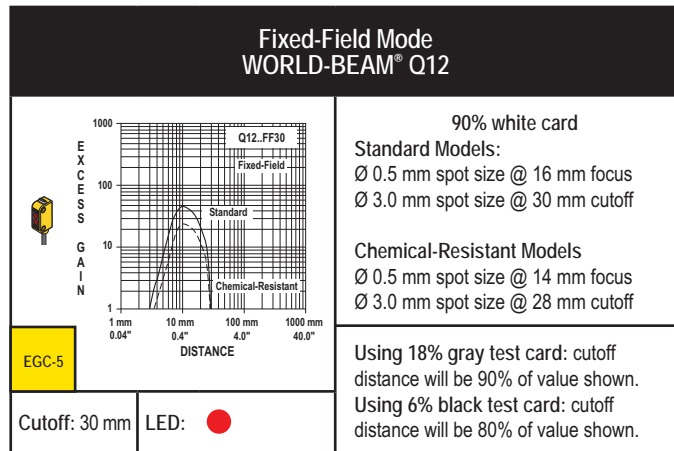 Fixed-Field Mode
WORLD-BEAM® Q12
EXCESS GAIN
1000
100
10
1
Q12..FF30
Fixed-Field
Standard
Chemical-Resistant
1 mm 10 mm 100 mm 1000 mm
0.04" 0.4" 4.0" 40.0"
DISTANCE
EGC-5
Cutoff: 30 mm
LED:
90% white card
Standard Models:
Ø 0.5 mm spot size @ 16 mm focus
Ø 3.0 mm spot size @ 30 mm cutoff
Chemical-Resistant Models
Ø 0.5 mm spot size @ 14 mm focus
Ø 3.0 mm spot size @ 28 mm cutoff
Using 18% gray test card: cutoff
distance will be 90% of value shown.
Using 6% black test card: cutoff
distance will be 80% of value shown.